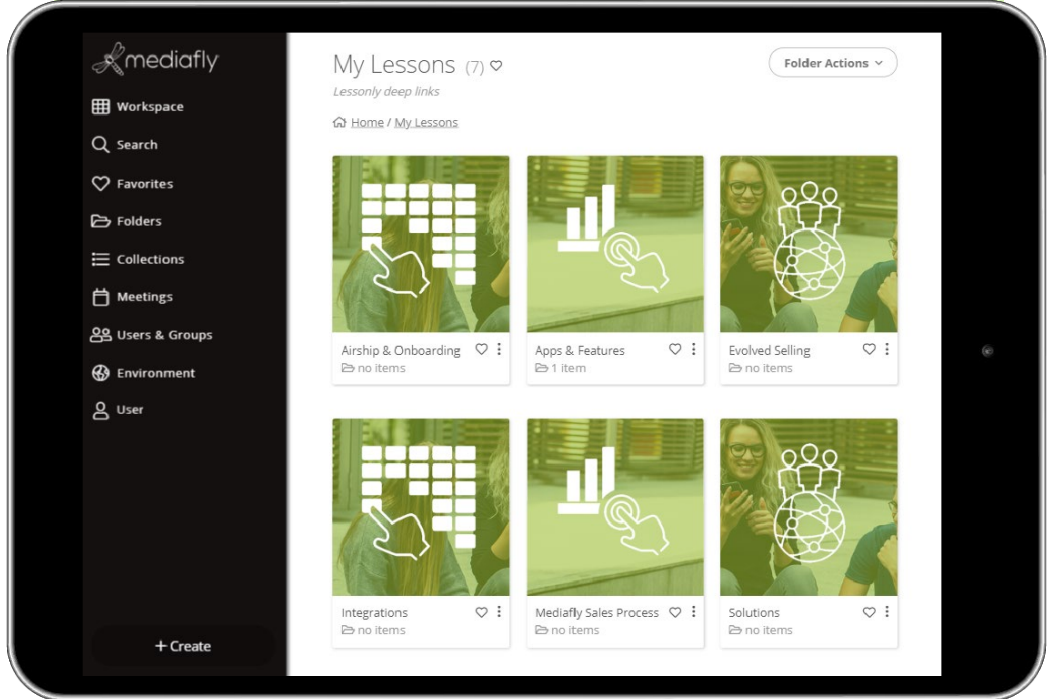 mediafly
Workspace
Search
Favorites
Folders
Collections
Meetings
Users & Groups
Environment
User
+ Create
My Lessons (7)
Folder Actions
Lessonly deep links
Home / My Lessons
Airship & Onboarding
no items
Apps & Features
1 item
Evolved Selling
no items
Integrations
no items
Mediafly Sales Process
no items
Solutions
no items